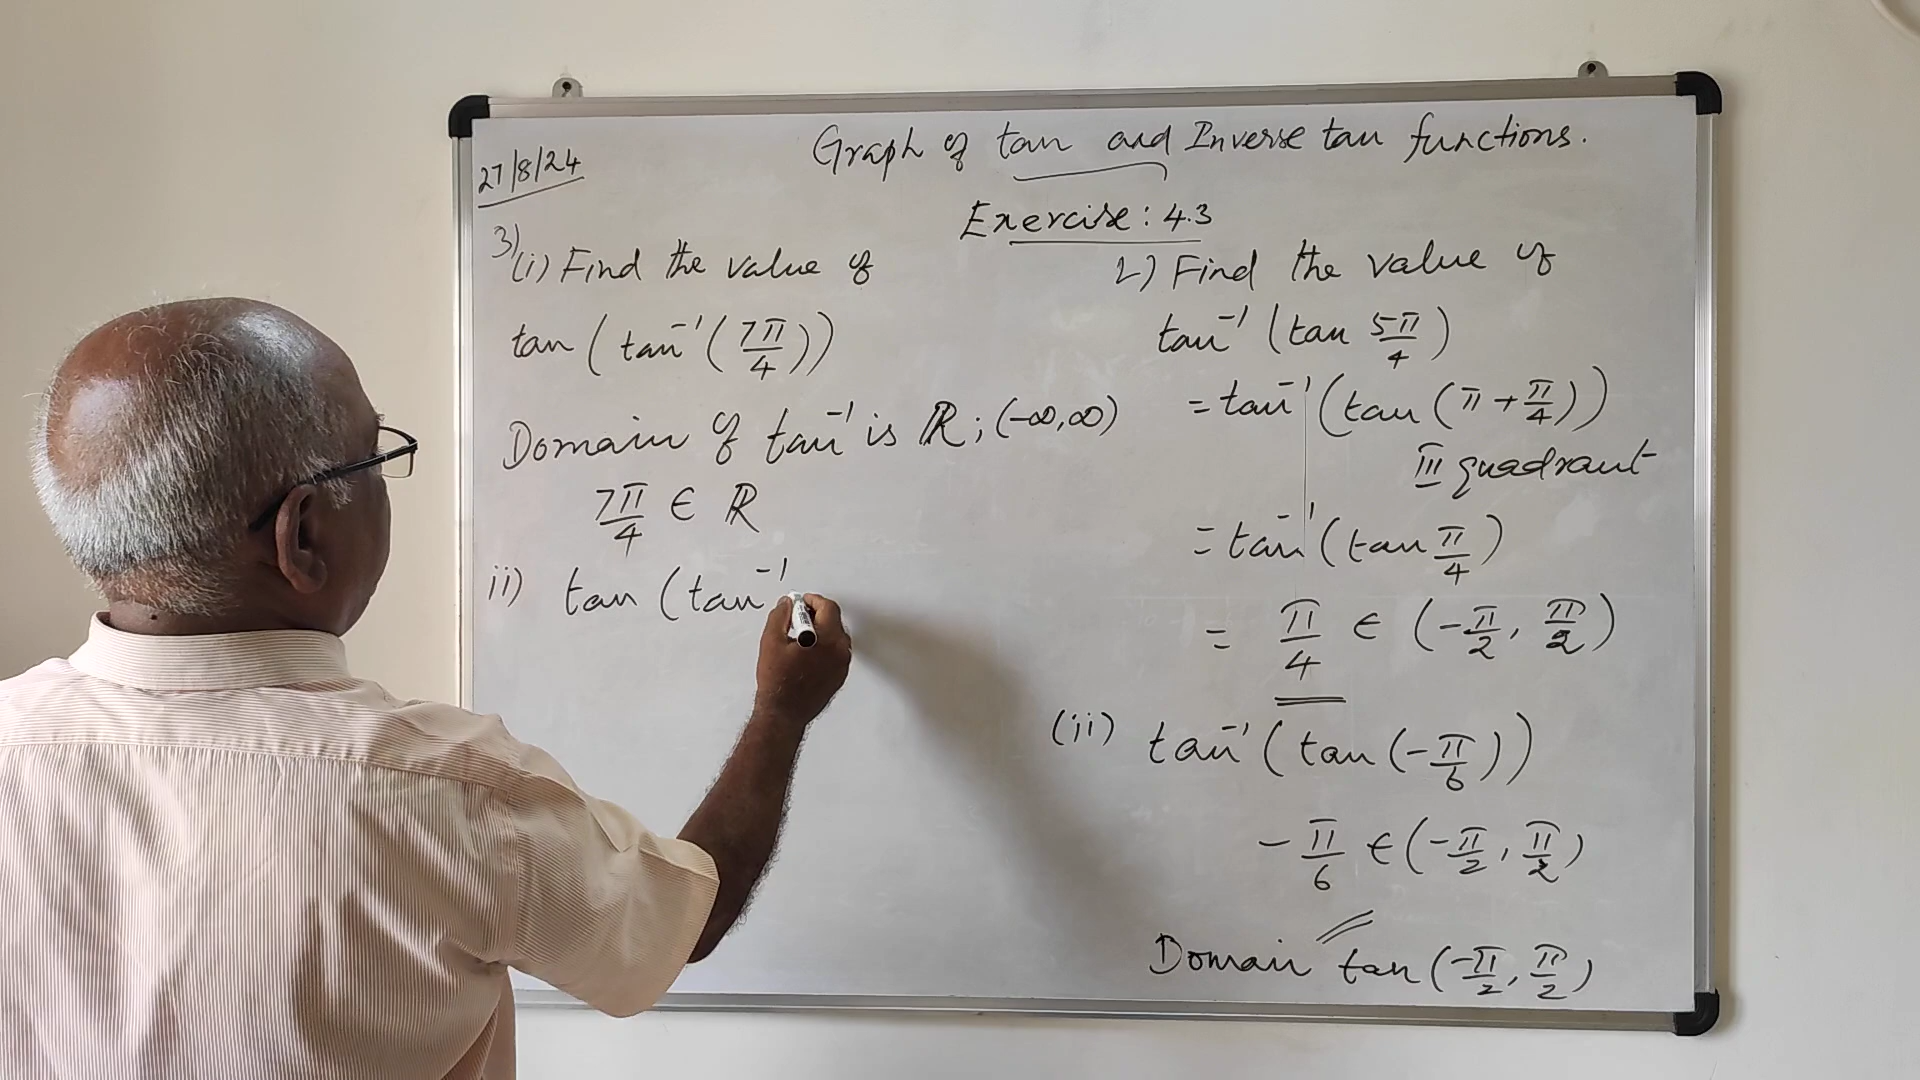 27/8/24
Graph of tan and Inverse tan functions.
Exercise: 4.3
3) (i) Find the value of
tan (tan⁻¹(7π/4))
Domain of tan⁻¹ is ℝ; (-∞,∞)
7π/4 ∈ ℝ
ii) tan (tan⁻¹
2) Find the value of
tan⁻¹ (tan 5π/4)
= tan⁻¹ (tan (π + π/4))
III quadrant
= tan⁻¹ (tan π/4)
= π/4 ∈ (-π/2, π/2)
(ii) tan⁻¹ (tan (-π/6))
-π/6 ∈ (-π/2, π/2)
Domain tan (-π/2, π/2)